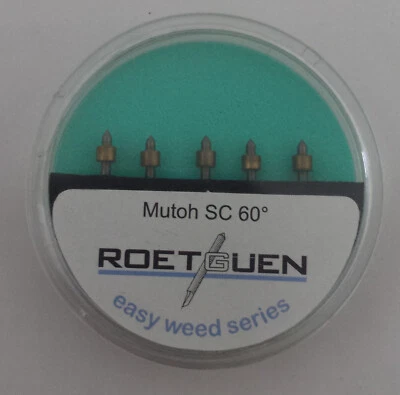 Mutoh SC 60°
ROETGUEN
easy weed series